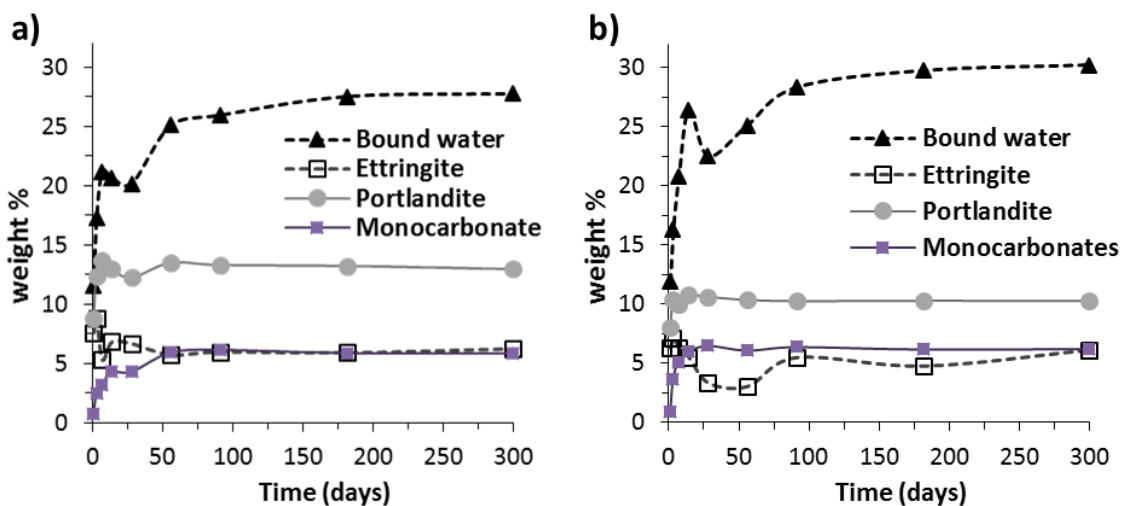 a)
weight %
30
25
20
15
10
5
0
Bound water
Ettringite
Portlandite
Monocarbonate
0 50 100 150 200 250 300
Time (days)
b)
weight %
30
25
20
15
10
5
0
Bound water
Ettringite
Portlandite
Monocarbonates
0 50 100 150 200 250 300
Time (days)